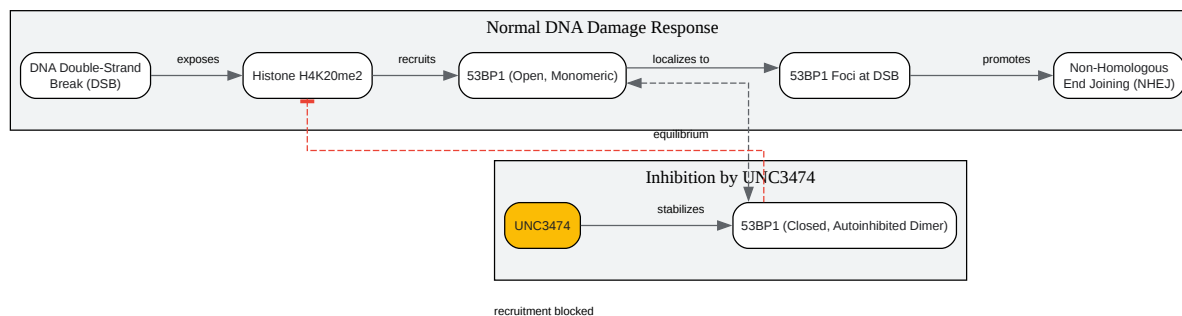 Normal DNA Damage Response
DNA Double-Strand
Break (DSB)
exposes
Histone H4K20me2
recruits
53BP1 (Open, Monomeric)
localizes to
53BP1 Foci at DSB
promotes
Non-Homologous
End Joining (NHEJ)
equilibrium
Inhibition by UNC3474
UNC3474
stabilizes
53BP1 (Closed, Autoinhibited Dimer)
recruitment blocked